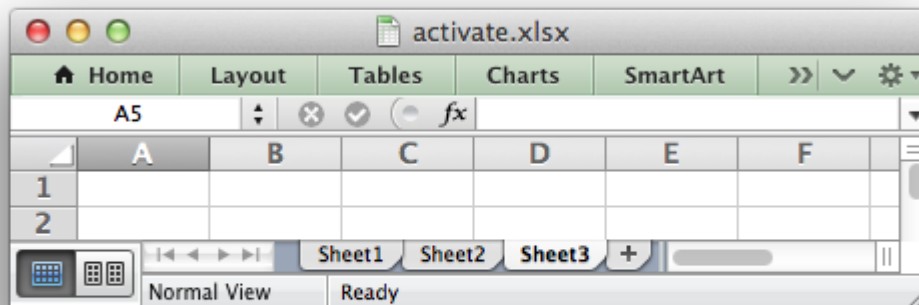 activate.xlsx
Home Layout Tables Charts SmartArt
A5 fx
A B C D E F
1
2
Sheet1 Sheet2 Sheet3 +
Normal View Ready